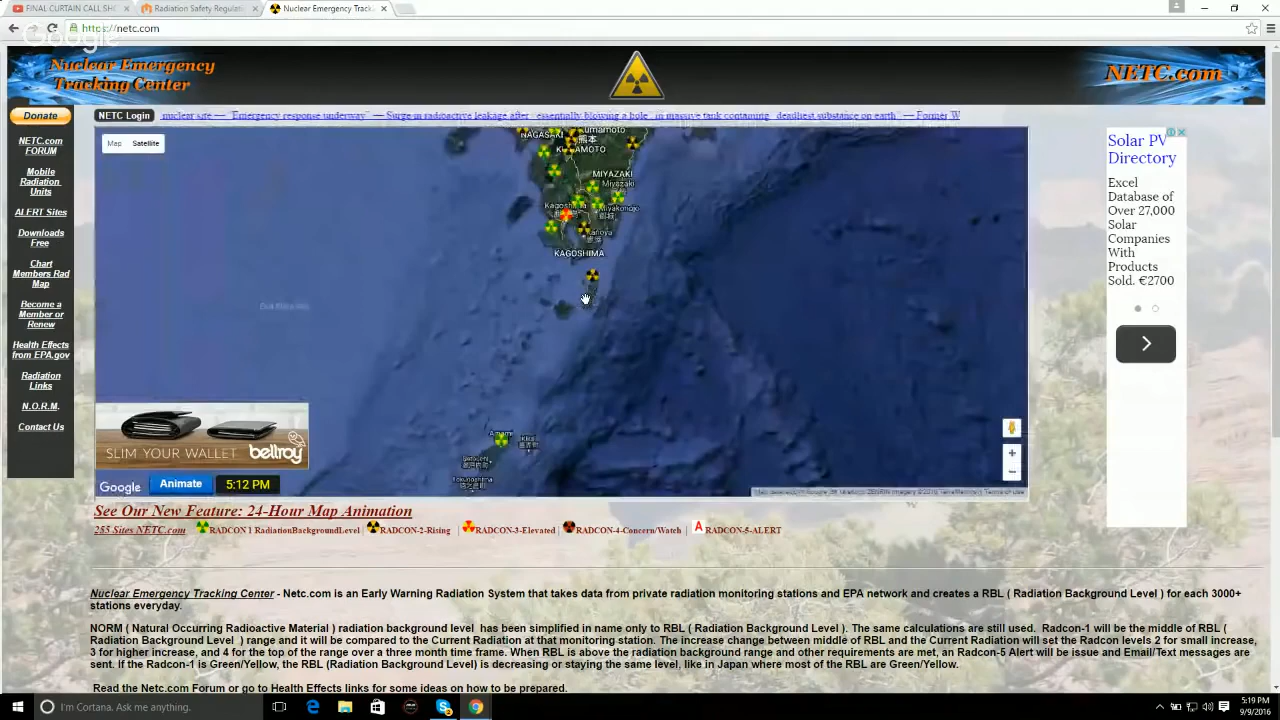 FINAL CURTAIN CALL SHO
Radiation Safety Regulati
Nuclear Emergency Track
https://netc.com
Google
Nuclear Emergency
Tracking Center
NETC.com
Donate
NETC Login
nuclear site — "Emergency response underway" — Surge in radioactive leakage after "essentially blowing a hole" in massive tank containing "deadliest substance on earth" — Former W
NETC.com
FORUM
Mobile
Radiation
Units
ALERT Sites
Downloads
Free
Chart
Members Rad
Map
Become a
Member or
Renew
Health Effects
from EPA.gov
Radiation
Links
N.O.R.M.
Contact Us
Map
Satellite
NAGASAKI
Kumamoto
熊本
MIYAZAKI
Miyazaki
Kagoshima
Miyakonojo
KAGOSHIMA
Amami
SLIM YOUR WALLET
bellroy
Google
Animate
5:12 PM
Solar PV
Directory
Excel
Database of
Over 27,000
Solar
Companies
With
Products
Sold. €2700
See Our New Feature: 24-Hour Map Animation
255 Sites NETC.com
RADCON 1 RadiationBackgroundLevel
RADCON-2-Rising
RADCON-3-Elevated
RADCON-4-Concern/Watch
A RADCON-5-ALERT
Nuclear Emergency Tracking Center - Netc.com is an Early Warning Radiation System that takes data from private radiation monitoring stations and EPA network and creates a RBL ( Radiation Background Level ) for each 3000+
stations everyday.
NORM ( Natural Occurring Radioactive Material ) radiation background level has been simplified in name only to RBL ( Radiation Background Level ). The same calculations are still used. Radcon-1 will be the middle of RBL (
Radiation Background Level ) range and it will be compared to the Current Radiation at that monitoring station. The increase change between middle of RBL and the Current Radiation will set the Radcon levels 2 for small increase,
3 for higher increase, and 4 for the top of the range over a three month time frame. When RBL is above the radiation background range and other requirements are met, an Radcon-5 Alert will be issue and Email/Text messages are
sent. If the Radcon-1 is Green/Yellow, the RBL (Radiation Background Level) is decreasing or staying the same level, like in Japan where most of the RBL are Green/Yellow.
Read the Netc.com Forum or go to Health Effects links for some ideas on how to be prepared.
I'm Cortana. Ask me anything.
5:19 PM
9/9/2016